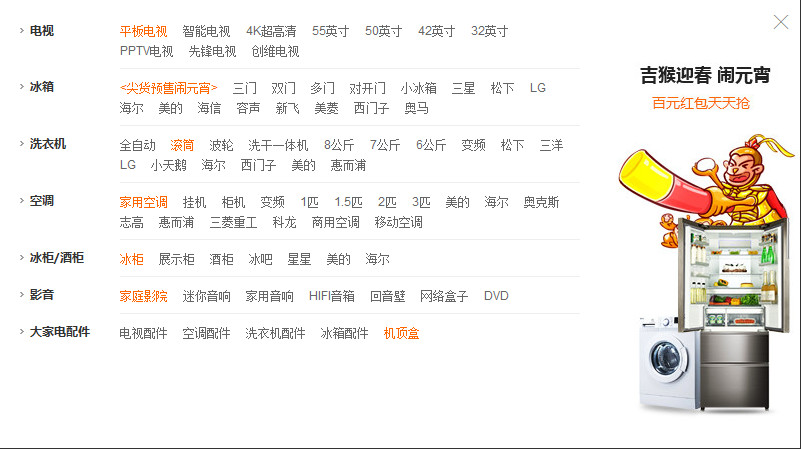 电视 平板电视 智能电视 4K超高清 55英寸 50英寸 42英寸 32英寸
PPTV电视 先锋电视 创维电视
冰箱 <尖货预售闹元宵> 三门 双门 多门 对开门 小冰箱 三星 松下 LG
海尔 美的 海信 容声 新飞 美菱 西门子 奥马
洗衣机 全自动 滚筒 波轮 洗干一体机 8公斤 7公斤 6公斤 变频 松下 三洋
LG 小天鹅 海尔 西门子 美的 惠而浦
空调 家用空调 挂机 柜机 变频 1匹 1.5匹 2匹 3匹 美的 海尔 奥克斯
志高 惠而浦 三菱重工 科龙 商用空调 移动空调
冰柜/酒柜 冰柜 展示柜 酒柜 冰吧 星星 美的 海尔
影音 家庭影院 迷你音响 家用音响 HIFI音箱 回音壁 网络盒子 DVD
大家电配件 电视配件 空调配件 洗衣机配件 冰箱配件 机顶盒
吉猴迎春 闹元宵
百元红包天天抢